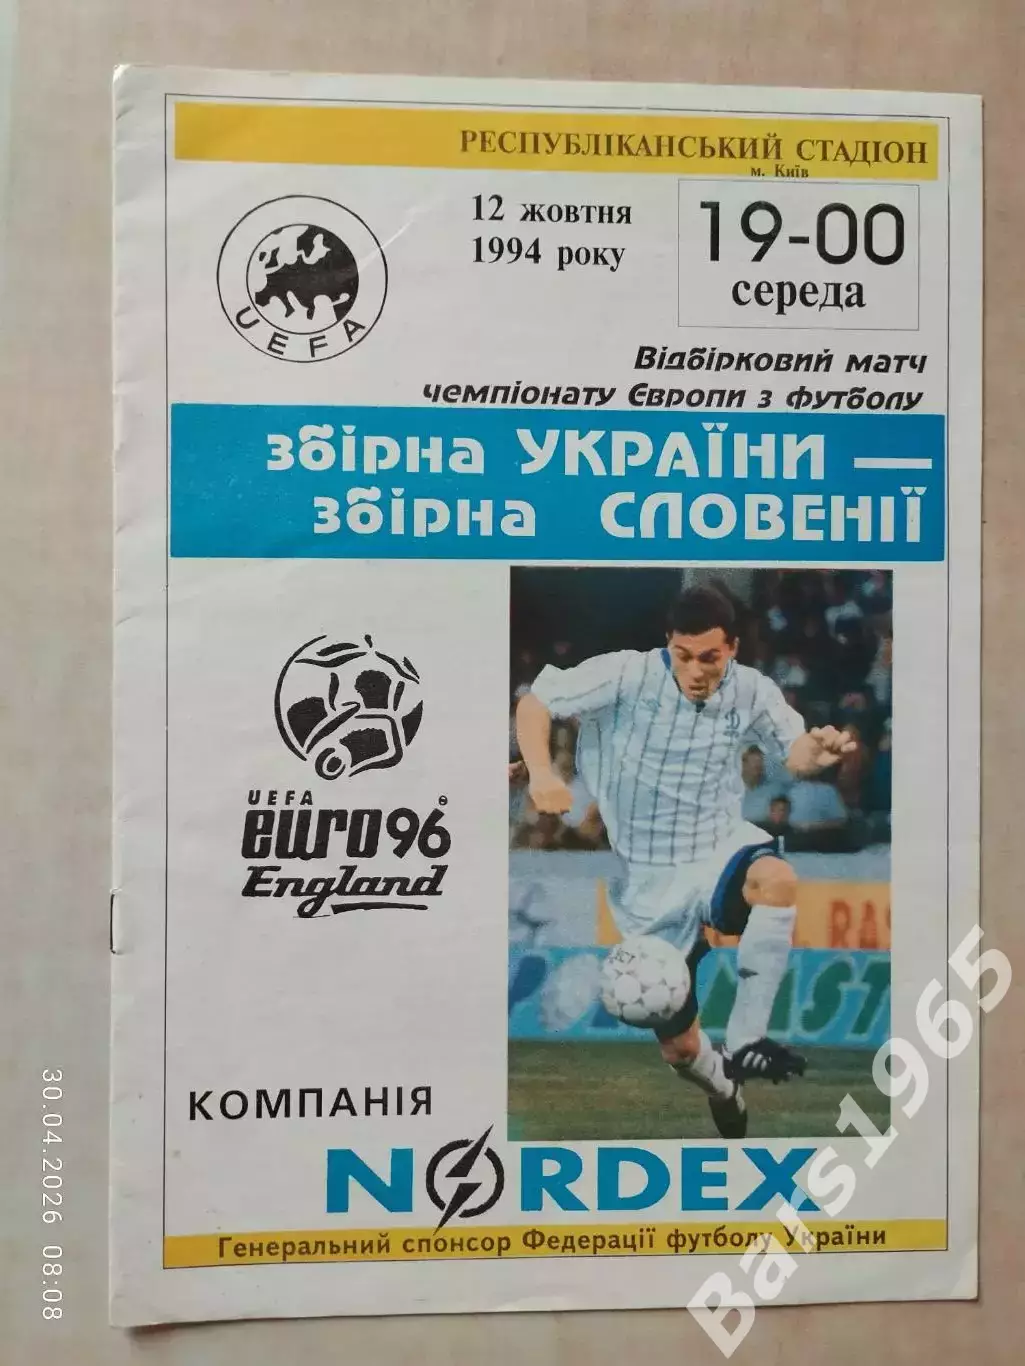 РЕСПУБЛІКАНСЬКИЙ СТАДІОН
м. Київ
12 жовтня
1994 року
19-00
середа
UEFA
Відбірковий матч
чемпіонату Європи з футболу
збірна УКРАЇНИ —
збірна СЛОВЕНІЇ
UEFA
euro96
England
КОМПАНІЯ
NORDEX
Генеральний спонсор Федерації футболу України
30.04.2026 08:08
Bars1965